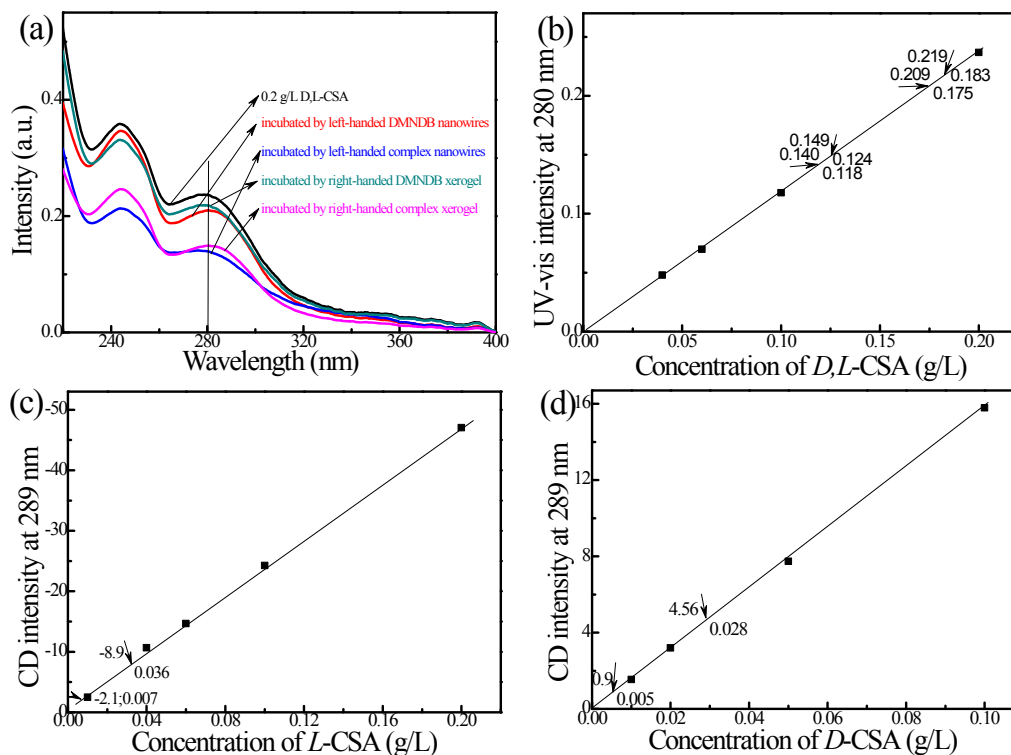 (a)
Intensity (a.u.)
0.4
0.2
0.0
0.2 g/L D,L-CSA
incubated by left-handed DMNDB nanowires
incubated by left-handed complex nanowires
incubated by right-handed DMNDB xerogel
incubated by right-handed complex xerogel
240 280 320 360 400
Wavelength (nm)
(b)
UV-vis intensity at 280 nm
0.2
0.1
0.0
0.219
0.209
0.183
0.175
0.149
0.140
0.124
0.118
0.00 0.05 0.10 0.15 0.20
Concentration of D,L-CSA (g/L)
(c)
CD intensity at 289 nm
-50
-40
-30
-20
-10
0
-8.9
0.036
-2.1;0.007
0.00 0.04 0.08 0.12 0.16 0.20
Concentration of L-CSA (g/L)
(d)
CD intensity at 289 nm
16
12
8
4
0
4.56
0.028
0.9
0.005
0.00 0.02 0.04 0.06 0.08 0.10
Concentration of D-CSA (g/L)